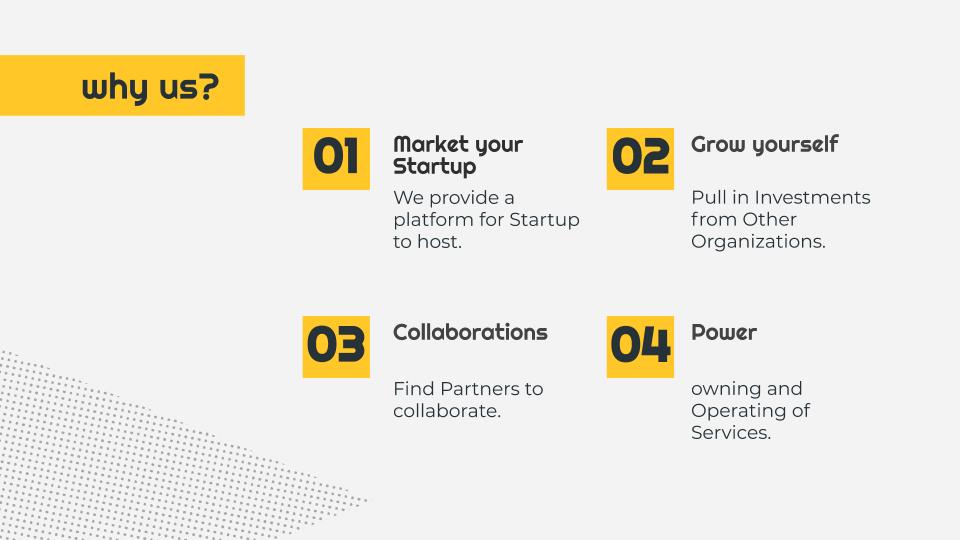 why us?
01
Market your
Startup
We provide a
platform for Startup
to host.
02
Grow yourself
Pull in Investments
from Other
Organizations.
03
Collaborations
Find Partners to
collaborate.
04
Power
owning and
Operating of
Services.